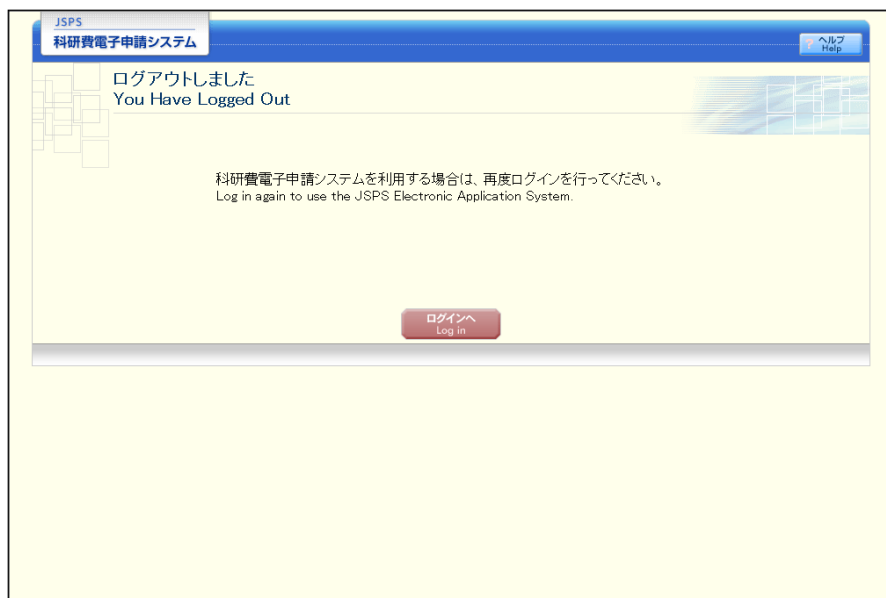 JSPS
科研費電子申請システム
? ヘルプ
Help
ログアウトしました
You Have Logged Out
科研費電子申請システムを利用する場合は、再度ログインを行ってください。
Log in again to use the JSPS Electronic Application System.
ログインへ
Log in